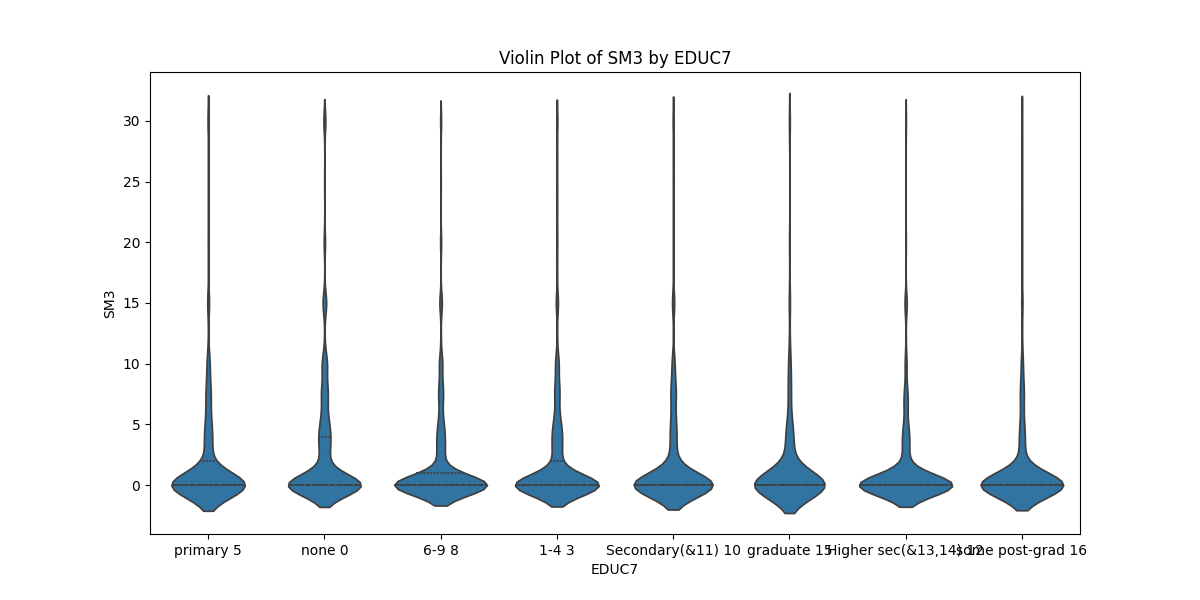 Violin Plot of SM3 by EDUC7
30
25
20
15
10
5
0
SM3
primary 5
none 0
6-9 8
1-4 3
Secondary(&11) 10
graduate 15
Higher sec(&13,14) 12
some post-grad 16
EDUC7